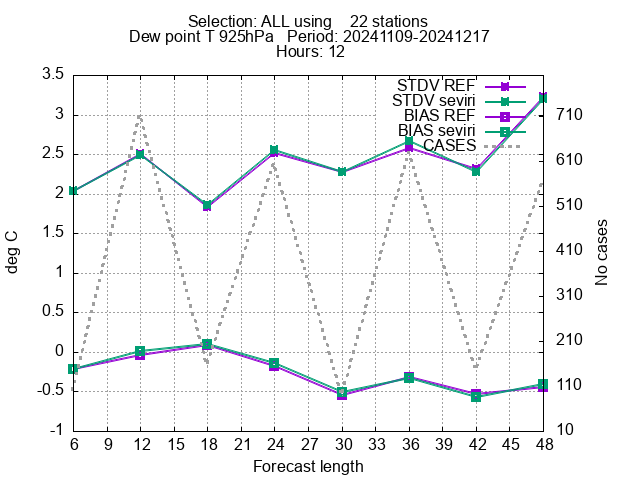 Selection: ALL using 22 stations
Dew point T 925hPa Period: 20241109-20241217
Hours: 12
STDV REF
STDV seviri
BIAS REF
BIAS seviri
CASES
3.5
3
2.5
2
1.5
1
0.5
0
-0.5
-1
deg C
710
610
510
410
310
210
110
10
No cases
6 9 12 15 18 21 24 27 30 33 36 39 42 45 48
Forecast length